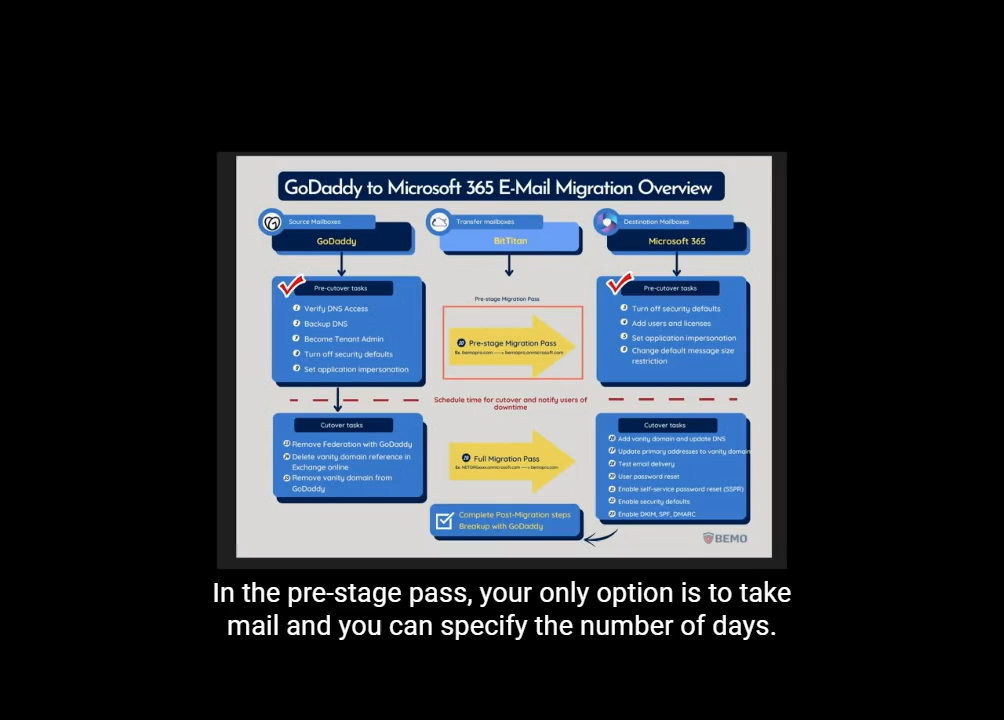 GoDaddy to Microsoft 365 E-Mail Migration Overview
Source Mailboxes
GoDaddy
Transfer mailboxes
BitTitan
Destination Mailboxes
Microsoft 365
Pre-cutover tasks
Verify DNS Access
Backup DNS
Become Tenant Admin
Turn off security defaults
Set application impersonation
Pre-stage Migration Pass
Pre-stage Migration Pass
Ex. bemopro.com ----> bemopro.onmicrosoft.com
Pre-cutover tasks
Turn off security defaults
Add users and licenses
Set application impersonation
Change default message size
restriction
Schedule time for cutover and notify users of
downtime
Cutover tasks
Remove Federation with GoDaddy
Delete vanity domain reference in
Exchange online
Remove vanity domain from
GoDaddy
Full Migration Pass
Cutover tasks
Add vanity domain and update DNS
Update primary addresses to vanity domain
Test email delivery
User password reset
Enable self-service password reset (SSPR)
Enable security defaults
Enable DKIM, SPF, DMARC
Complete Post-Migration steps
Breakup with GoDaddy
BEMO
In the pre-stage pass, your only option is to take
mail and you can specify the number of days.